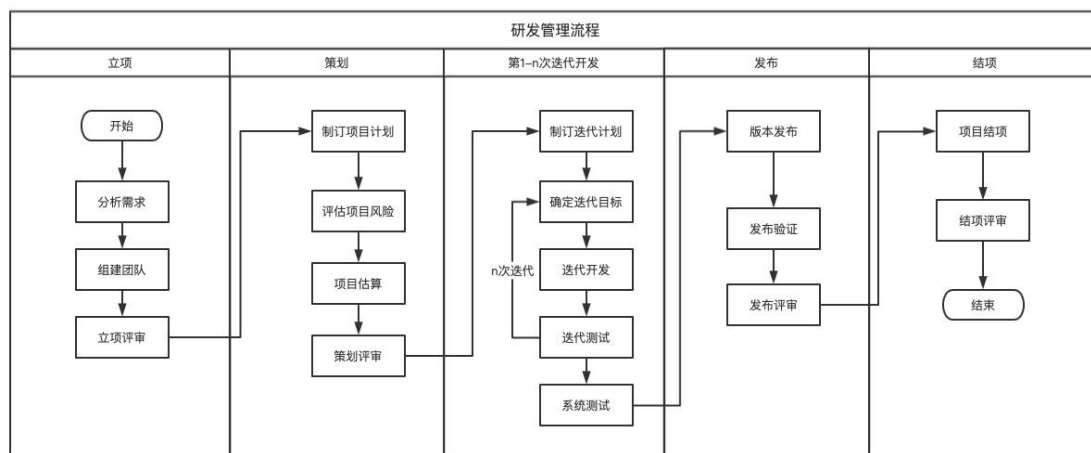 研发管理流程
立项
策划
第1–n次迭代开发
发布
结项
开始
分析需求
组建团队
立项评审
制订项目计划
评估项目风险
项目估算
策划评审
制订迭代计划
确定迭代目标
n次迭代
迭代开发
迭代测试
系统测试
版本发布
发布验证
发布评审
项目结项
结项评审
结束